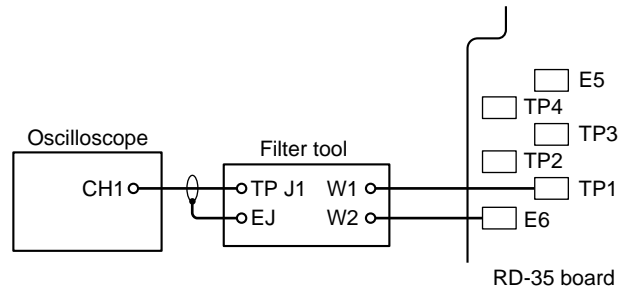 E5
TP4
Oscilloscope
Filter tool
TP3
TP2
CH1
TP J1
W1
TP1
EJ
W2
E6
RD-35 board